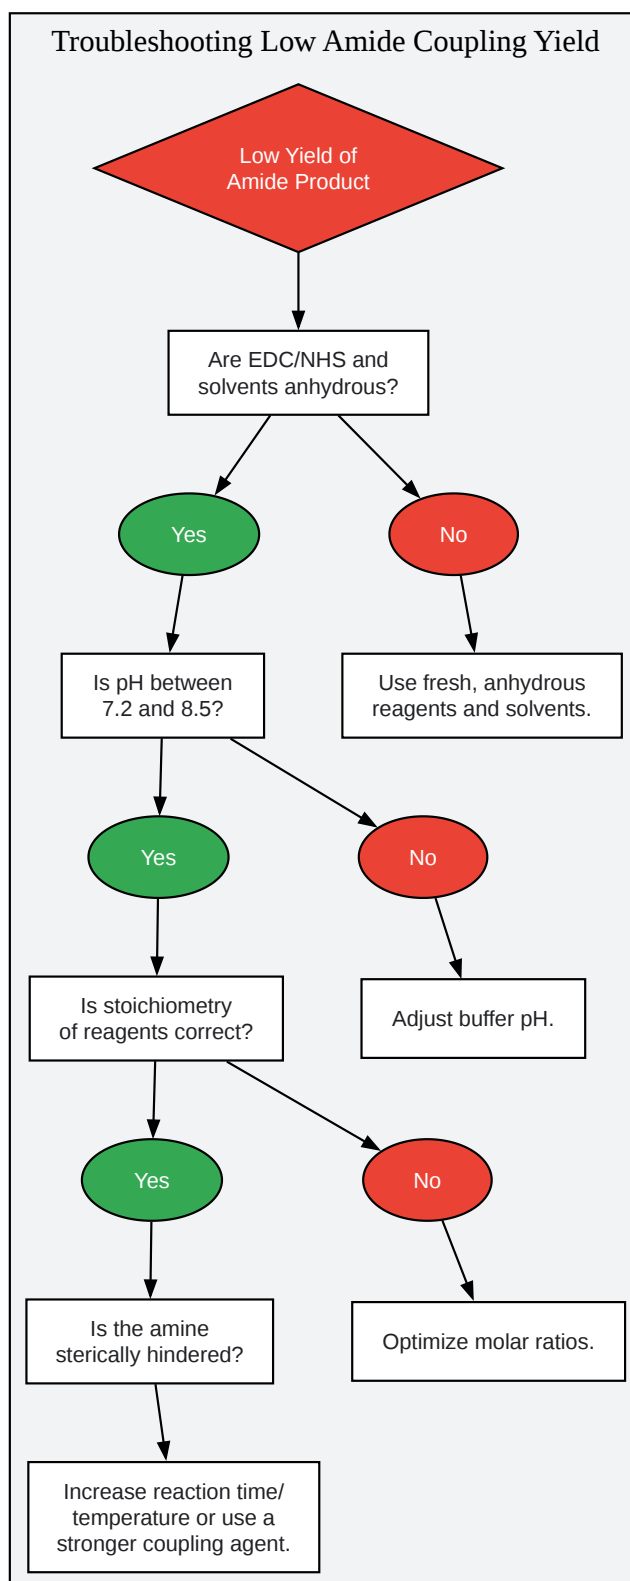 Troubleshooting Low Amide Coupling Yield
Low Yield of
Amide Product
Are EDC/NHS and
solvents anhydrous?
Yes
No
Is pH between
7.2 and 8.5?
Use fresh, anhydrous
reagents and solvents.
Yes
No
Is stoichiometry
of reagents correct?
Adjust buffer pH.
Yes
No
Is the amine
sterically hindered?
Optimize molar ratios.
Increase reaction time/
temperature or use a
stronger coupling agent.